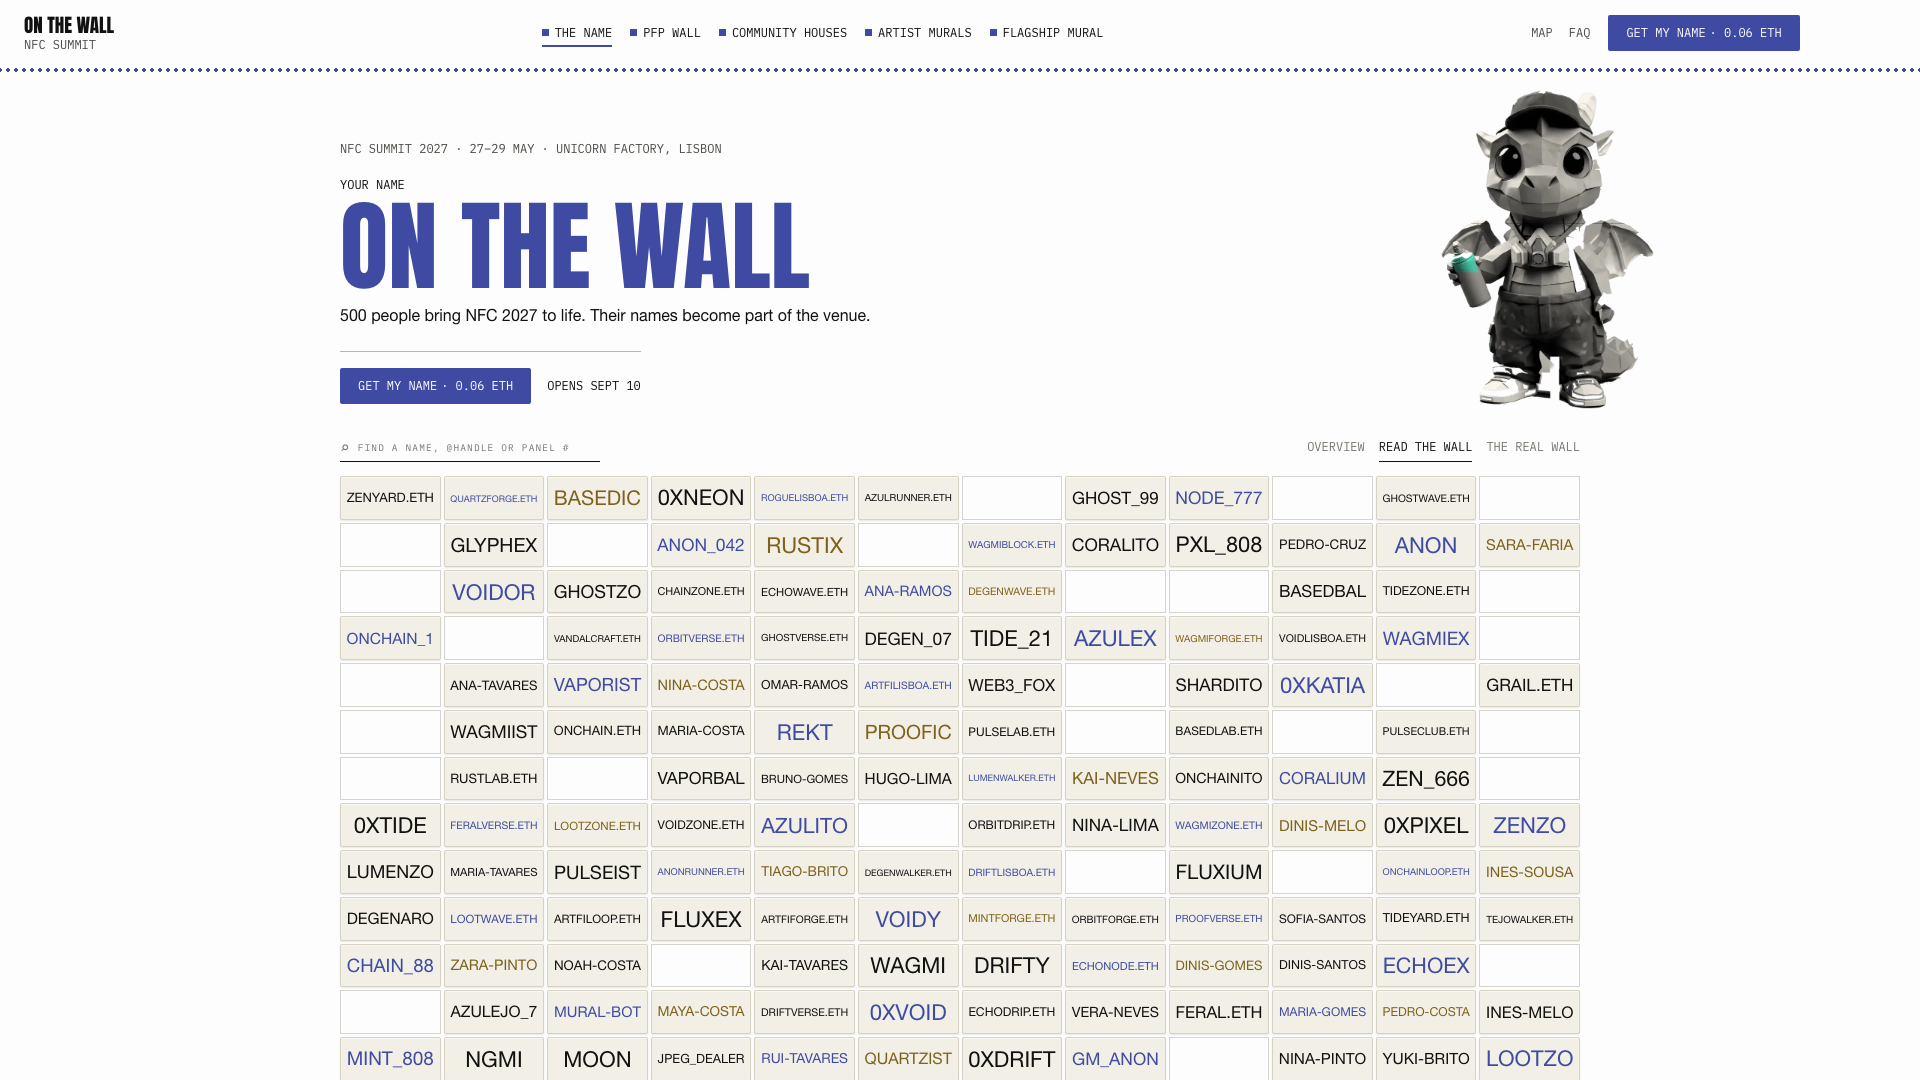 ON THE WALL
NFC SUMMIT
THE NAME PFP WALL COMMUNITY HOUSES ARTIST MURALS FLAGSHIP MURAL
MAP FAQ GET MY NAME · 0.06 ETH
NFC SUMMIT 2027 · 27–29 MAY · UNICORN FACTORY, LISBON
YOUR NAME
ON THE WALL
500 people bring NFC 2027 to life. Their names become part of the venue.
GET MY NAME · 0.06 ETH OPENS SEPT 10
FIND A NAME, @HANDLE OR PANEL # OVERVIEW READ THE WALL THE REAL WALL
ZENYARD.ETH QUARTZFORGE.ETH BASEDIC 0XNEON ROGUELISBOA.ETH AZULRUNNER.ETH GHOST_99 NODE_777 GHOSTWAVE.ETH
GLYPHEX ANON_042 RUSTIX WAGMIBLOCK.ETH CORALITO PXL_808 PEDRO-CRUZ ANON SARA-FARIA
VOIDOR GHOSTZO CHAINZONE.ETH ECHOWAVE.ETH ANA-RAMOS DEGENWAVE.ETH BASEDBAL TIDEZONE.ETH
ONCHAIN_1 VANDALCRAFT.ETH ORBITVERSE.ETH GHOSTVERSE.ETH DEGEN_07 TIDE_21 AZULEX WAGMIFORGE.ETH VOIDLISBOA.ETH WAGMIEX
ANA-TAVARES VAPORIST NINA-COSTA OMAR-RAMOS ARTFILISBOA.ETH WEB3_FOX SHARDITO 0XKATIA GRAIL.ETH
WAGMIIST ONCHAIN.ETH MARIA-COSTA REKT PROOFIC PULSELAB.ETH BASEDLAB.ETH PULSECLUB.ETH
RUSTLAB.ETH VAPORBAL BRUNO-GOMES HUGO-LIMA LUMENWALKER.ETH KAI-NEVES ONCHAINITO CORALIUM ZEN_666
0XTIDE FERALVERSE.ETH LOOTZONE.ETH VOIDZONE.ETH AZULITO ORBITDRIP.ETH NINA-LIMA WAGMIZONE.ETH DINIS-MELO 0XPIXEL ZENZO
LUMENZO MARIA-TAVARES PULSEIST ANONRUNNER.ETH TIAGO-BRITO DEGENWALKER.ETH DRIFTLISBOA.ETH FLUXIUM ONCHAINLOOP.ETH INES-SOUSA
DEGENARO LOOTWAVE.ETH ARTFILOOP.ETH FLUXEX ARTFIFORGE.ETH VOIDY MINTFORGE.ETH ORBITFORGE.ETH PROOFVERSE.ETH SOFIA-SANTOS TIDEYARD.ETH TEJOWALKER.ETH
CHAIN_88 ZARA-PINTO NOAH-COSTA KAI-TAVARES WAGMI DRIFTY ECHONODE.ETH DINIS-GOMES DINIS-SANTOS ECHOEX
AZULEJO_7 MURAL-BOT MAYA-COSTA DRIFTVERSE.ETH 0XVOID ECHODRIP.ETH VERA-NEVES FERAL.ETH MARIA-GOMES PEDRO-COSTA INES-MELO
MINT_808 NGMI MOON JPEG_DEALER RUI-TAVARES QUARTZIST 0XDRIFT GM_ANON NINA-PINTO YUKI-BRITO LOOTZO